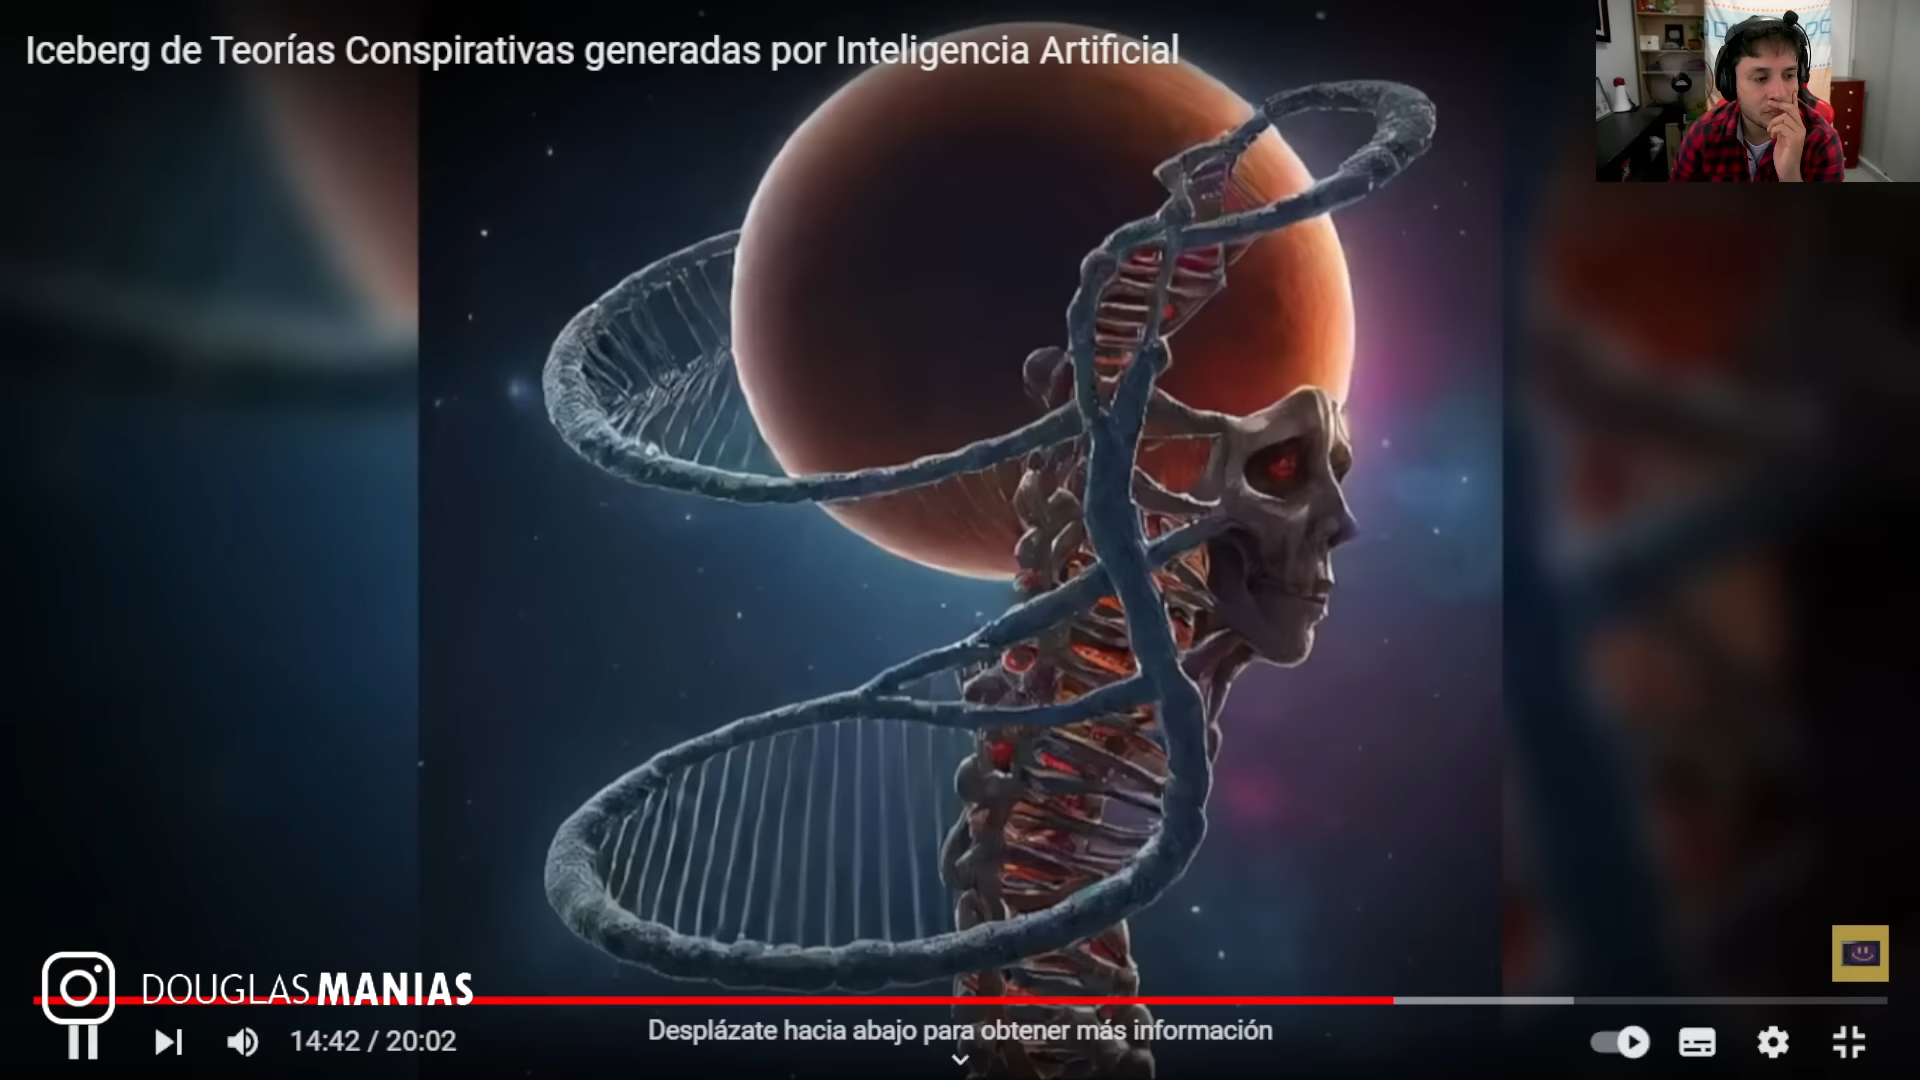 Iceberg de Teorías Conspirativas generadas por Inteligencia Artificial
DOUGLASMANIAS
14:42 / 20:02
Desplázate hacia abajo para obtener más información